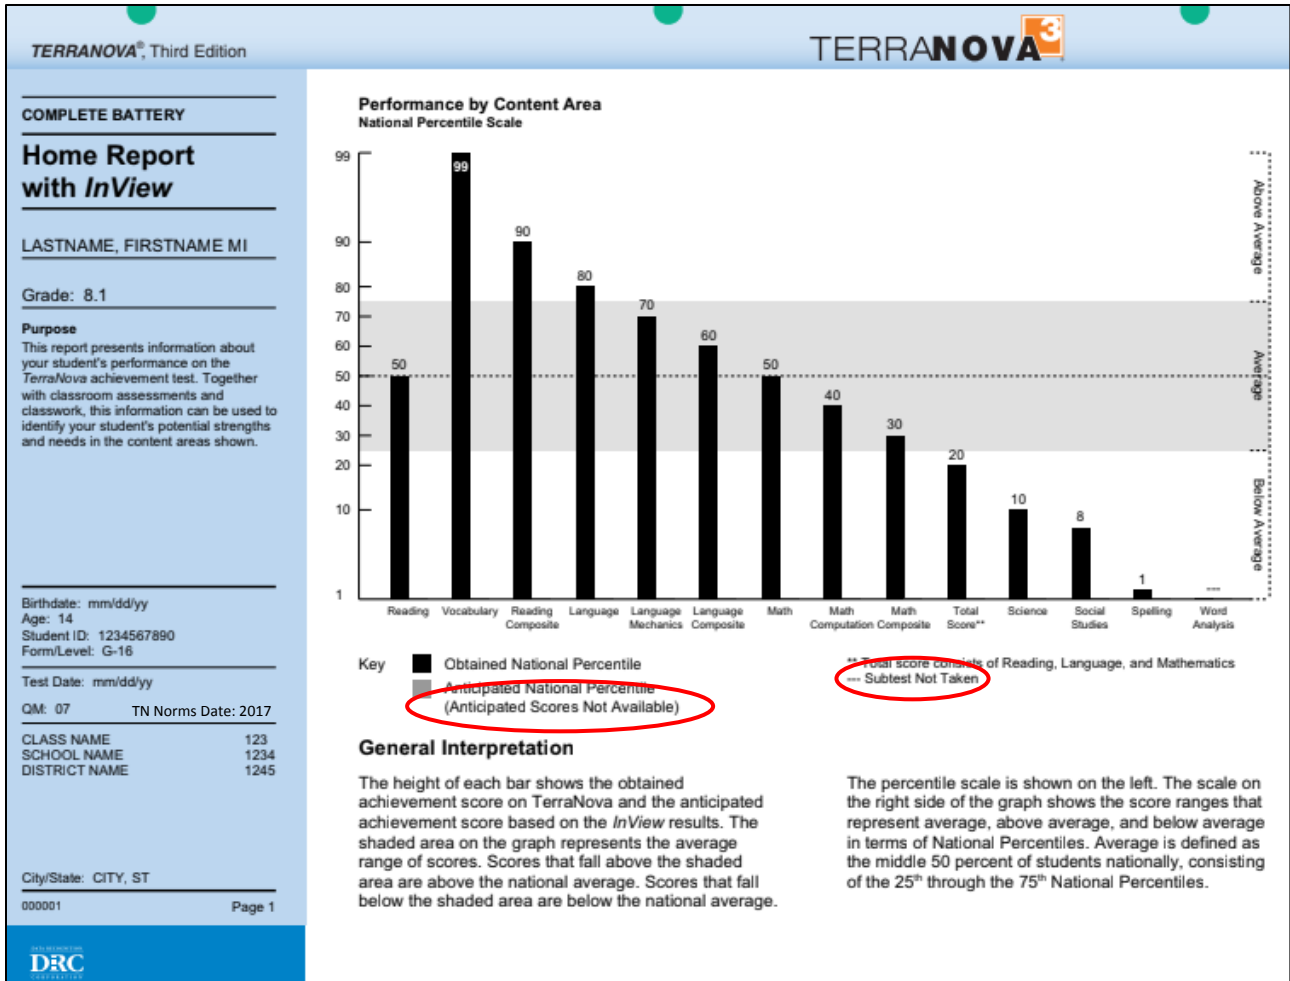 TERRANOVA®, Third Edition
TERRANOVA3
COMPLETE BATTERY
Home Report
with InView
LASTNAME, FIRSTNAME MI
Grade: 8.1
Purpose
This report presents information about
your student's performance on the
TerraNova achievement test. Together
with classroom assessments and
classwork, this information can be used to
identify your student's potential strengths
and needs in the content areas shown.
Birthdate: mm/dd/yy
Age: 14
Student ID: 1234567890
Form/Level: G-16
Test Date: mm/dd/yy
QM: 07 TN Norms Date: 2017
CLASS NAME 123
SCHOOL NAME 1234
DISTRICT NAME 1245
City/State: CITY, ST
000001 Page 1
DRC
Performance by Content Area
National Percentile Scale
99
90
80
70
60
50
40
30
20
10
1
50
99
90
80
70
60
50
40
30
20
10
8
1
---
Above Average
Average
Below Average
Reading
Vocabulary
Reading
Composite
Language
Language
Mechanics
Language
Composite
Math
Math
Computation
Math
Composite
Total
Score**
Science
Social
Studies
Spelling
Word
Analysis
Key
Obtained National Percentile
Anticipated National Percentile
(Anticipated Scores Not Available)
** Total score consists of Reading, Language, and Mathematics
--- Subtest Not Taken
General Interpretation
The height of each bar shows the obtained
achievement score on TerraNova and the anticipated
achievement score based on the InView results. The
shaded area on the graph represents the average
range of scores. Scores that fall above the shaded
area are above the national average. Scores that fall
below the shaded area are below the national average.
The percentile scale is shown on the left. The scale on
the right side of the graph shows the score ranges that
represent average, above average, and below average
in terms of National Percentiles. Average is defined as
the middle 50 percent of students nationally, consisting
of the 25th through the 75th National Percentiles.